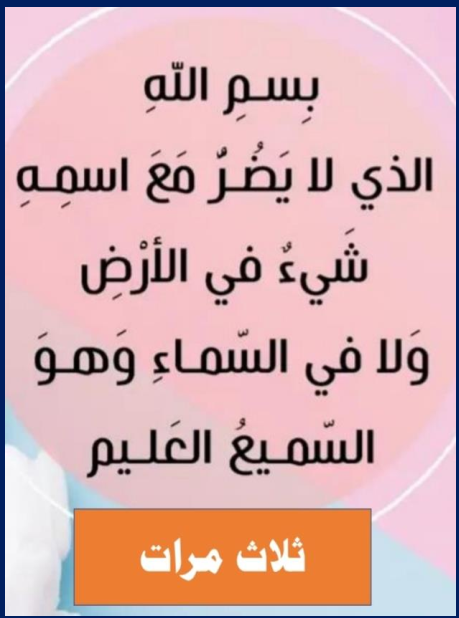 بِسمِ اللّهِ
الذي لا يَضُرُّ مَعَ اسمِهِ
شَيءٌ في الأرْضِ
وَلا في السّماءِ وَهوَ
السّميعُ العَليم
ثلاث مرات